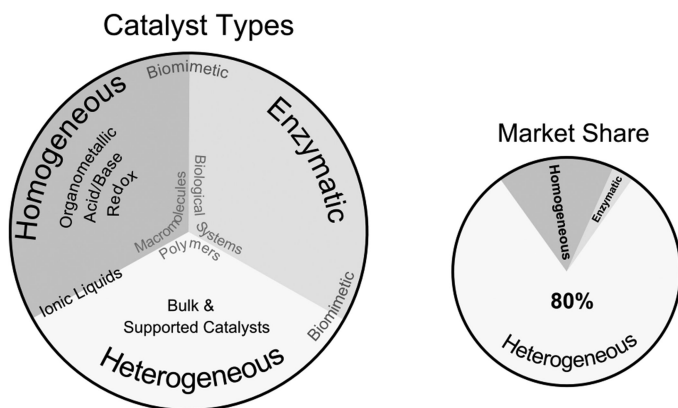 Catalyst Types
Biomimetic
Homogeneous
Organometallic
Acid/Base
Redox
Macromolecules
Ionic Liquids
Enzymatic
Biological Systems
Biomimetic
Polymers
Bulk &
Supported Catalysts
Heterogeneous
Market Share
Homogeneous
Enzymatic
80%
Heterogeneous